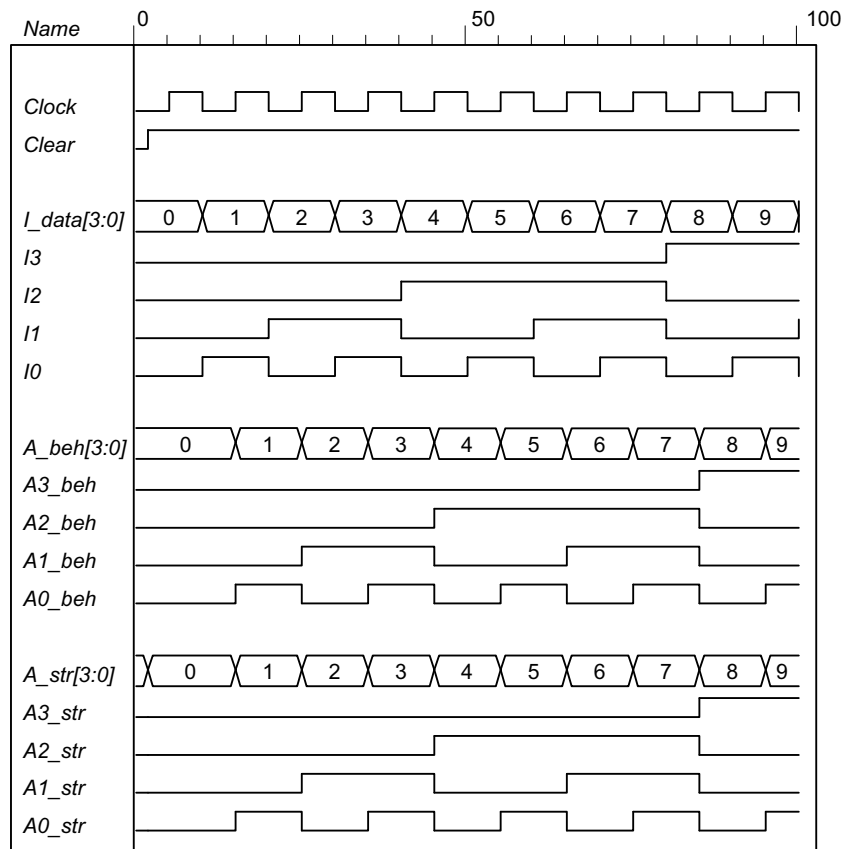 Name 0 50 100
Clock
Clear
I_data[3:0] 0 1 2 3 4 5 6 7 8 9
I3
I2
I1
I0
A_beh[3:0] 0 1 2 3 4 5 6 7 8 9
A3_beh
A2_beh
A1_beh
A0_beh
A_str[3:0] 0 1 2 3 4 5 6 7 8 9
A3_str
A2_str
A1_str
A0_str